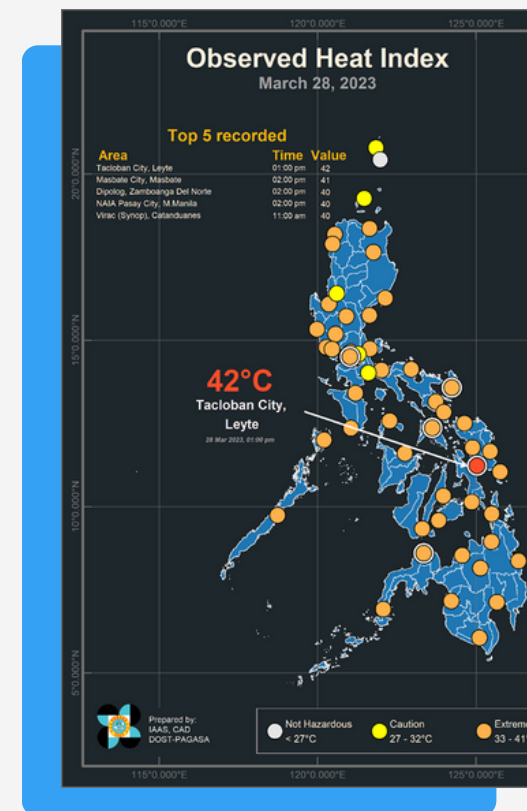 115°0.000"E 120°0.000"E 125°0.000"E
Observed Heat Index
March 28, 2023
Top 5 recorded
Area Time Value
Tacloban City, Leyte 01:00 pm 42
Masbate City, Masbate 02:00 pm 41
Dipolog, Zamboanga Del Norte 02:00 pm 40
NAIA Pasay City, M.Manila 02:00 pm 40
Virac (Synop), Catanduanes 11:00 am 40
20°0.000"N
15°0.000"N
10°0.000"N
5°0.000"N
42°C
Tacloban City,
Leyte
28 Mar 2023, 01:00 pm
Prepared by:
IAAS, CAD
DOST-PAGASA
Not Hazardous
< 27°C
Caution
27 - 32°C
Extrem
33 - 41°
115°0.000"E 120°0.000"E 125°0.000"E